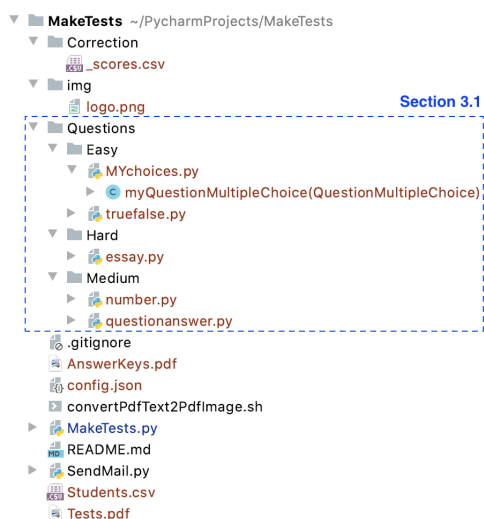 MakeTests ~/PycharmProjects/MakeTests
Correction
_scores.csv
img
logo.png
Section 3.1
Questions
Easy
MYchoices.py
C myQuestionMultipleChoice(QuestionMultipleChoice)
truefalse.py
Hard
essay.py
Medium
number.py
questionanswer.py
.gitignore
AnswerKeys.pdf
config.json
convertPdfText2PdfImage.sh
MakeTests.py
README.md
SendMail.py
Students.csv
Tests.pdf